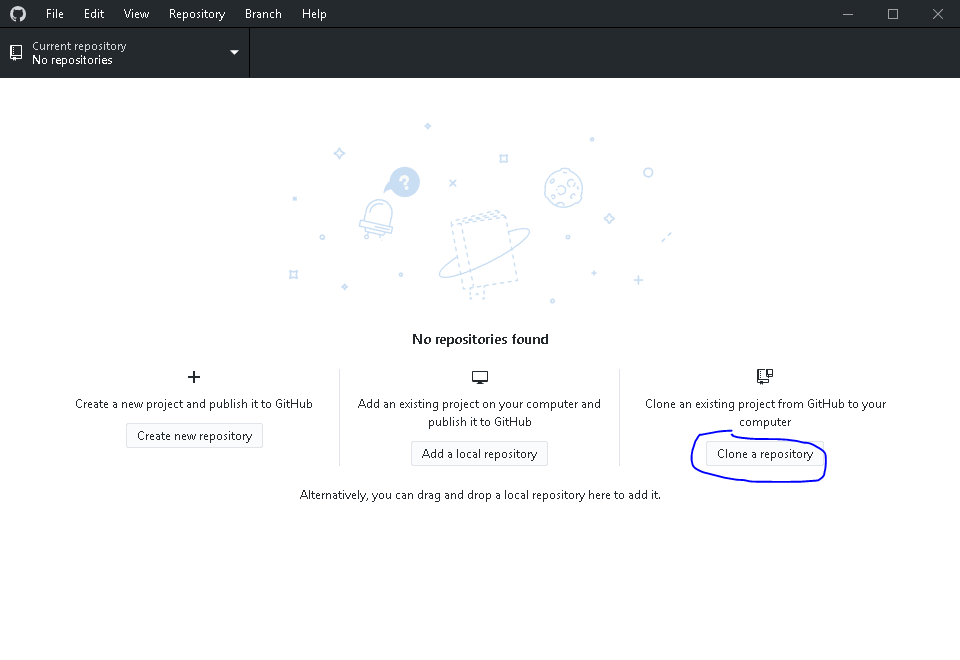 File Edit View Repository Branch Help
Current repository
No repositories
?
No repositories found
Create a new project and publish it to GitHub
Create new repository
Add an existing project on your computer and
publish it to GitHub
Add a local repository
Clone an existing project from GitHub to your
computer
Clone a repository
Alternatively, you can drag and drop a local repository here to add it.